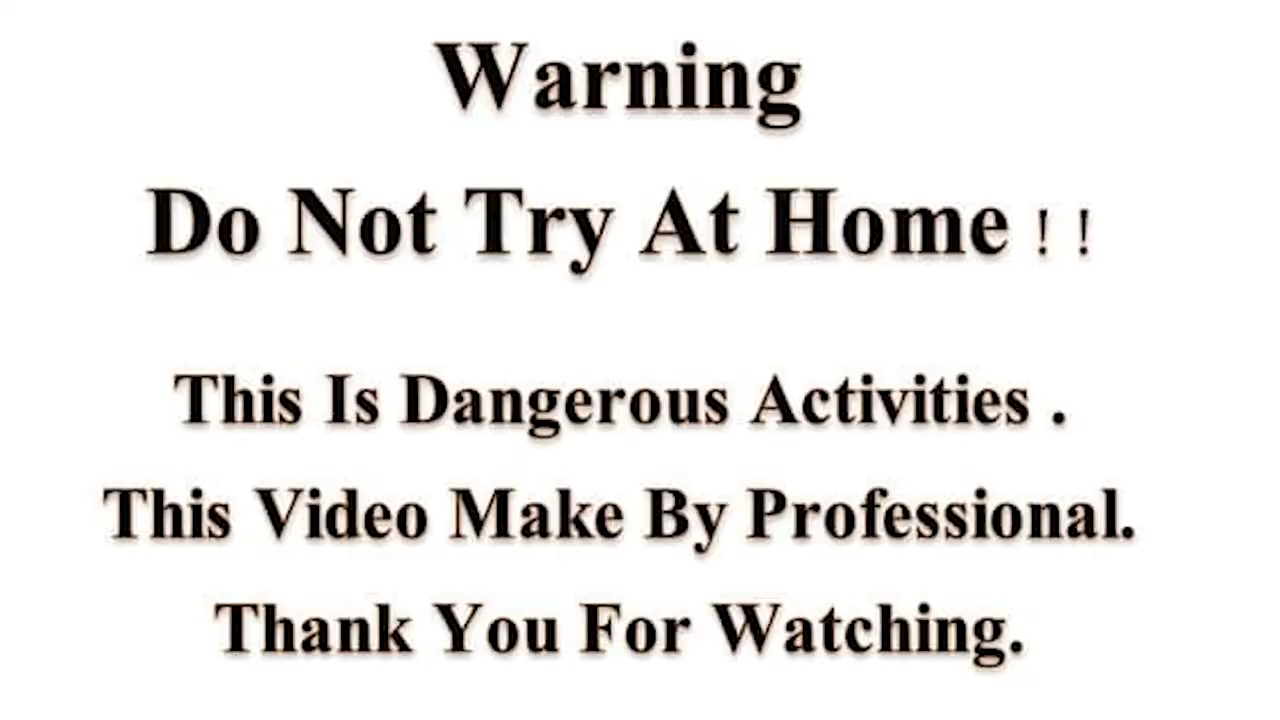 Warning
Do Not Try At Home ! !
This Is Dangerous Activities .
This Video Make By Professional.
Thank You For Watching.